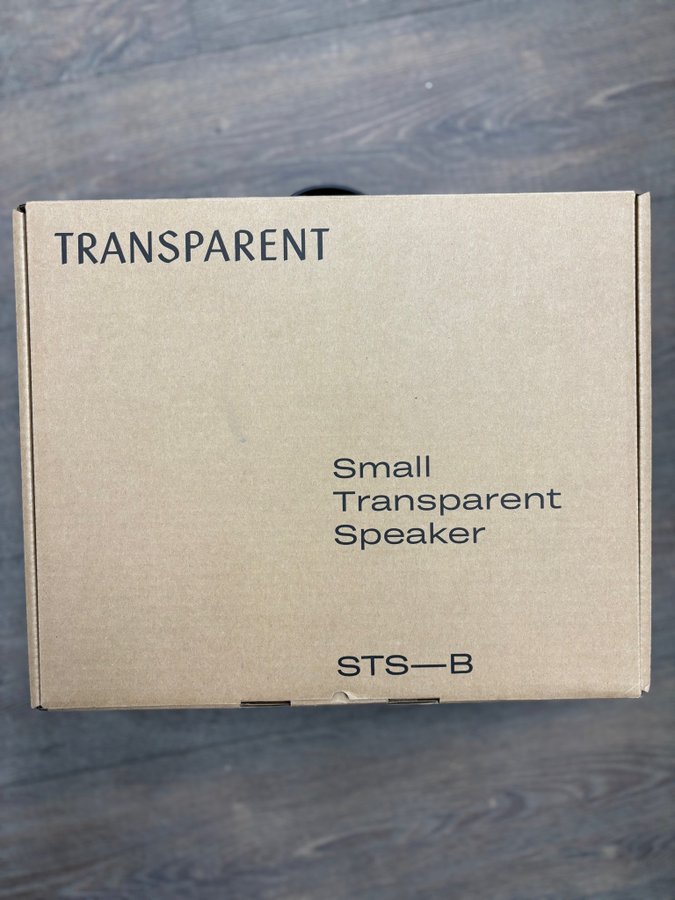 TRANSPARENT
Small
Transparent
Speaker
STS—B